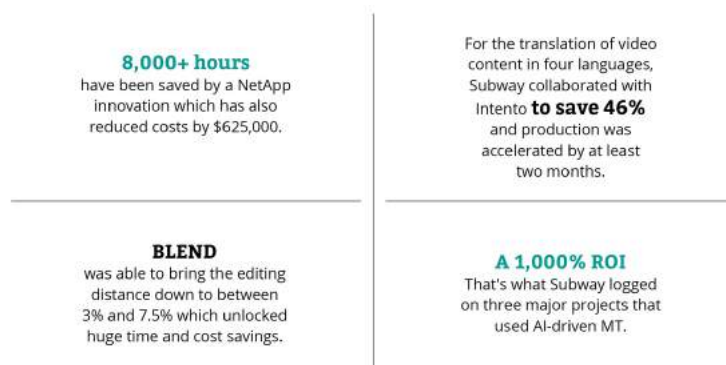 8,000+ hours
have been saved by a NetApp
innovation which has also
reduced costs by $625,000.
For the translation of video
content in four languages,
Subway collaborated with
Intento to save 46%
and production was
accelerated by at least
two months.
BLEND
was able to bring the editing
distance down to between
3% and 7.5% which unlocked
huge time and cost savings.
A 1,000% ROI
That's what Subway logged
on three major projects that
used AI-driven MT.